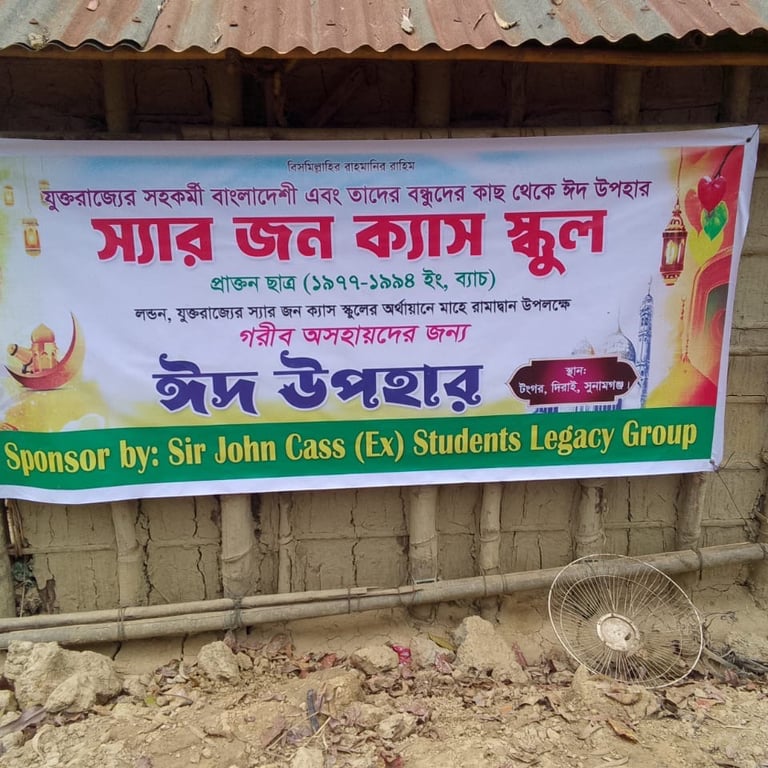 বিসমিল্লাহির রাহমানির রাহিম
যুক্তরাজ্যের সহকর্মী বাংলাদেশী এবং তাদের বন্ধুদের কাছ থেকে ঈদ উপহার
স্যার জন ক্যাস স্কুল
প্রাক্তন ছাত্র (১৯৭৭-১৯৯৪ ইং, ব্যাচ)
লন্ডন, যুক্তরাজ্যের স্যার জন ক্যাস স্কুলের অর্থায়ানে মাহে রামাদ্বান উপলক্ষে
গরীব অসহায়দের জন্য
ঈদ উপহার
স্থান:
টংগর, দিরাই, সুনামগঞ্জ
Sponsor by: Sir John Cass (Ex) Students Legacy Group